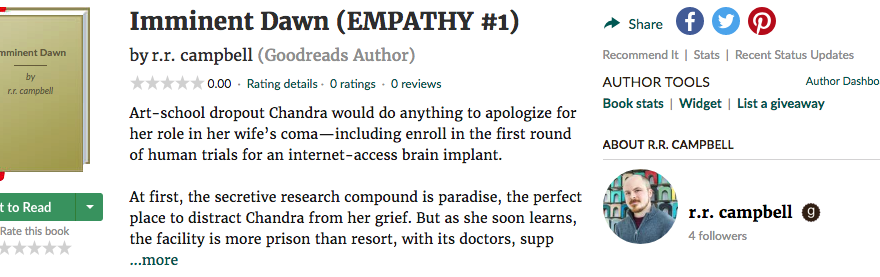 Imminent Dawn (EMPATHY #1)
by r.r. campbell (Goodreads Author)
0.00 · Rating details · 0 ratings · 0 reviews
Art-school dropout Chandra would do anything to apologize for
her role in her wife's coma—including enroll in the first round
of human trials for an internet-access brain implant.
At first, the secretive research compound is paradise, the perfect
place to distract Chandra from her grief. But as she soon learns,
the facility is more prison than resort, with its doctors, supp
...more
mminent Dawn
by
r.r. campbell
t to Read
Rate this book
Share
Recommend It | Stats | Recent Status Updates
AUTHOR TOOLS
Author Dashbo
Book stats | Widget | List a giveaway
ABOUT R.R. CAMPBELL
r.r. campbell g
4 followers